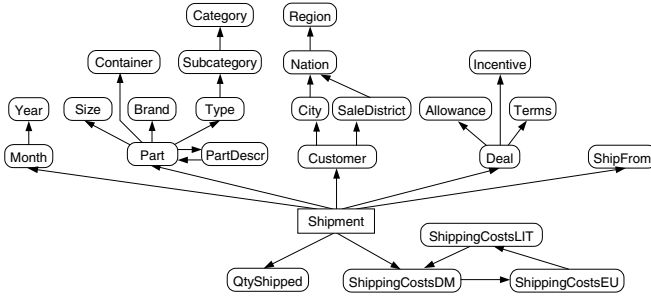 Category
Region
Container
Subcategory
Nation
Incentive
Year
Size
Brand
Type
City
SaleDistrict
Allowance
Terms
Month
Part
PartDescr
Customer
Deal
ShipFrom
Shipment
ShippingCostsLIT
QtyShipped
ShippingCostsDM
ShippingCostsEU